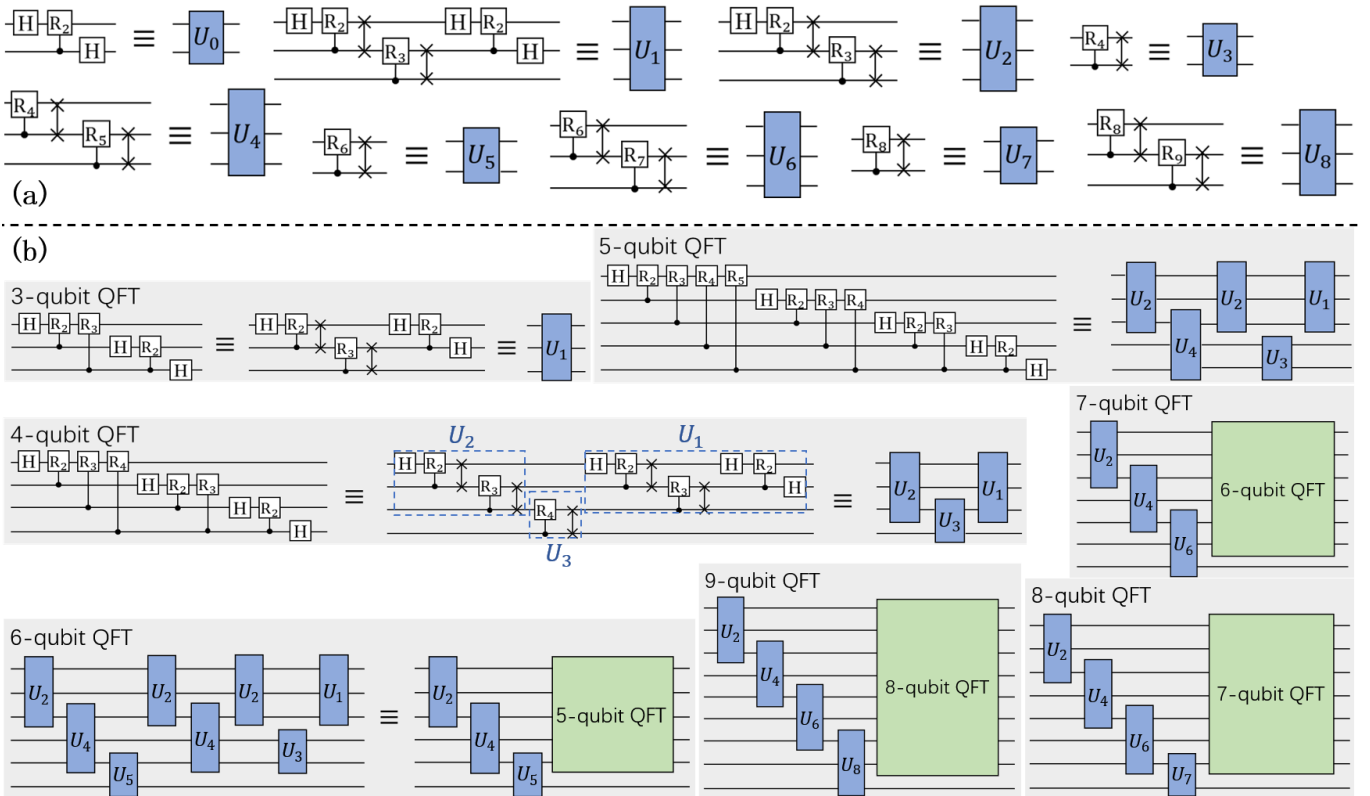 H R₂ H ≡ U₀
H R₂ R₃ H R₂ H ≡ U₁
H R₂ R₃ ≡ U₂
R₄ ≡ U₃
R₄ R₅ ≡ U₄
R₆ ≡ U₅
R₆ R₇ ≡ U₆
R₈ ≡ U₇
R₈ R₉ ≡ U₈
(a)
(b)
3-qubit QFT
H R₂ R₃ H R₂ H ≡ H R₂ R₃ H R₂ H ≡ U₁
5-qubit QFT
H R₂ R₃ R₄ R₅ H R₂ R₃ R₄ H R₂ R₃ H R₂ H ≡ U₂ U₄ U₂ U₃ U₁
4-qubit QFT
H R₂ R₃ R₄ H R₂ R₃ H R₂ H ≡ U₂ H R₂ R₃ R₄ U₃ U₁ H R₂ R₃ H R₂ H ≡ U₂ U₃ U₁
7-qubit QFT
U₂ U₄ U₆ 6-qubit QFT
6-qubit QFT
U₂ U₄ U₅ U₂ U₄ U₂ U₃ U₁ ≡ U₂ U₄ U₅ 5-qubit QFT
9-qubit QFT
U₂ U₄ U₆ U₈ 8-qubit QFT
8-qubit QFT
U₂ U₄ U₆ U₇ 7-qubit QFT